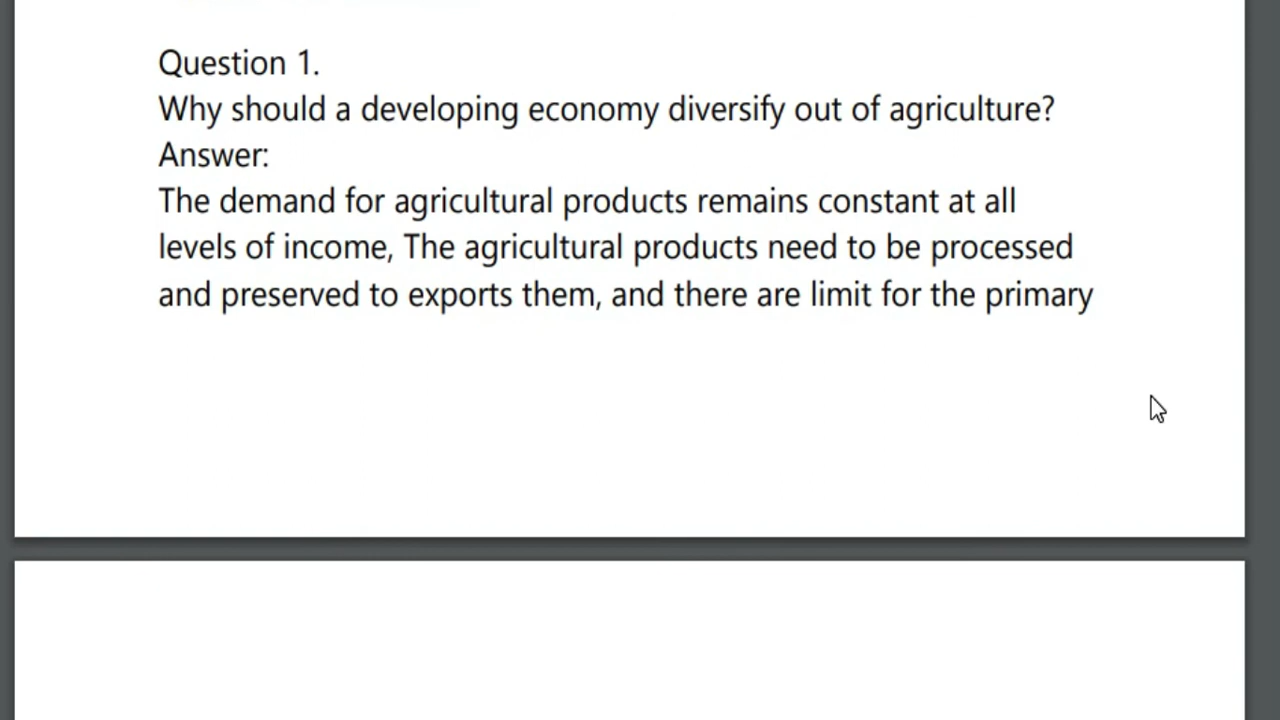 Question 1.
Why should a developing economy diversify out of agriculture?
Answer:
The demand for agricultural products remains constant at all
levels of income, The agricultural products need to be processed
and preserved to exports them, and there are limit for the primary